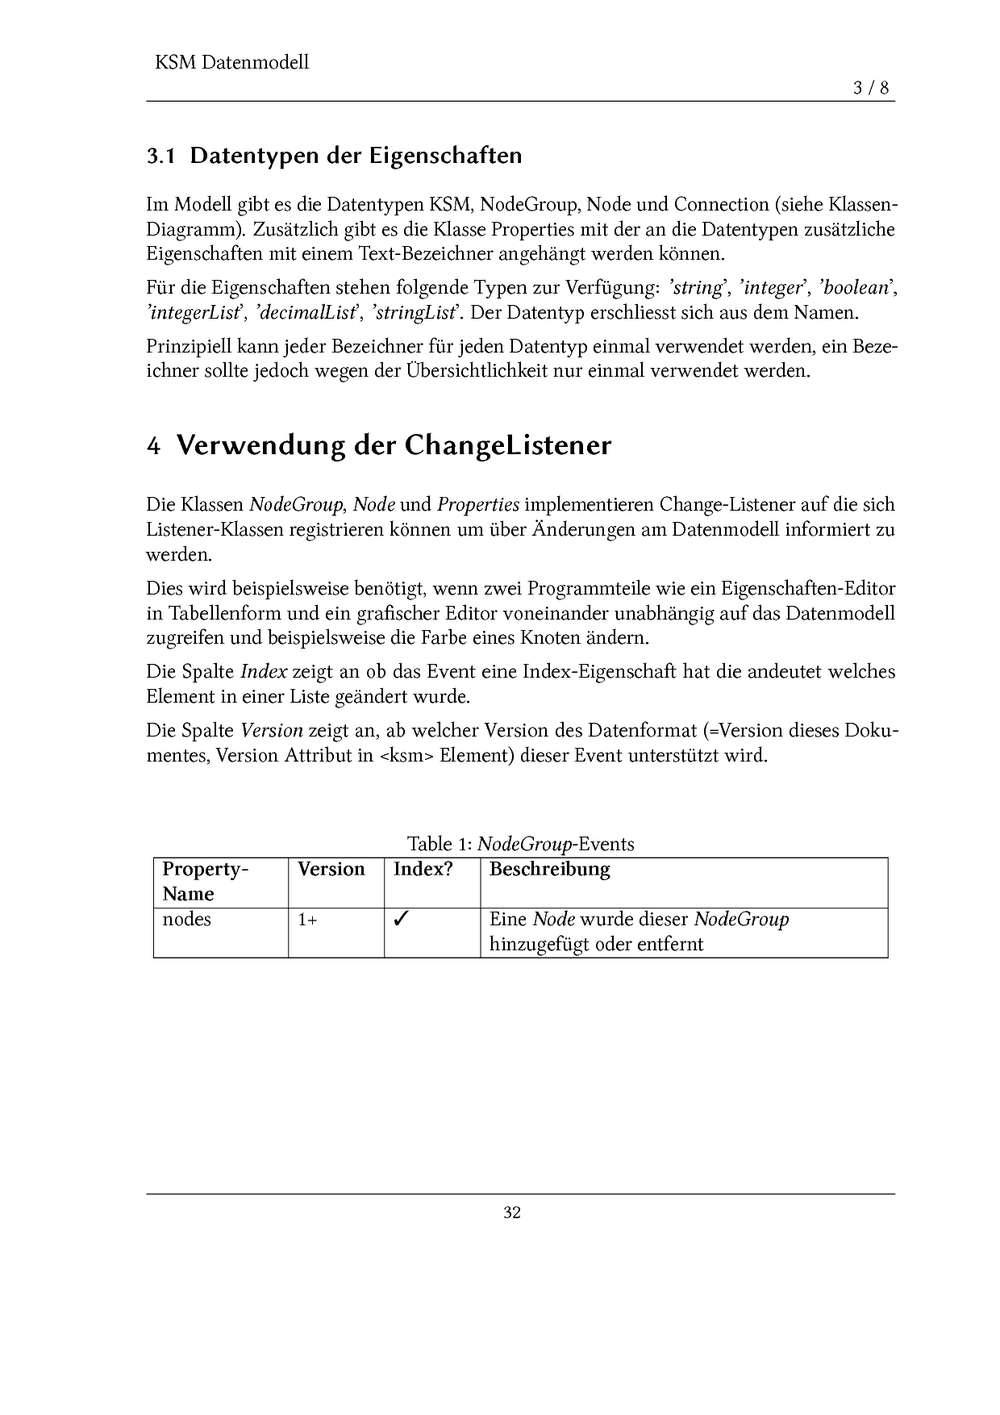 KSM Datenmodell
3 / 8
3.1 Datentypen der Eigenschaften
Im Modell gibt es die Datentypen KSM, NodeGroup, Node und Connection (siehe Klassen-
Diagramm). Zusätzlich gibt es die Klasse Properties mit der an die Datentypen zusätzliche
Eigenschaften mit einem Text-Bezeichner angehängt werden können.
Für die Eigenschaften stehen folgende Typen zur Verfügung: ’string’, ’integer’, ’boolean’,
’integerList’, ’decimalList’, ’stringList’. Der Datentyp erschliesst sich aus dem Namen.
Prinzipiell kann jeder Bezeichner für jeden Datentyp einmal verwendet werden, ein Beze-
ichner sollte jedoch wegen der Übersichtlichkeit nur einmal verwendet werden.
4 Verwendung der ChangeListener
Die Klassen NodeGroup, Node und Properties implementieren Change-Listener auf die sich
Listener-Klassen registrieren können um über Änderungen am Datenmodell informiert zu
werden.
Dies wird beispielsweise benötigt, wenn zwei Programmteile wie ein Eigenschaften-Editor
in Tabellenform und ein grafischer Editor voneinander unabhängig auf das Datenmodell
zugreifen und beispielsweise die Farbe eines Knoten ändern.
Die Spalte Index zeigt an ob das Event eine Index-Eigenschaft hat die andeutet welches
Element in einer Liste geändert wurde.
Die Spalte Version zeigt an, ab welcher Version des Datenformat (=Version dieses Doku-
mentes, Version Attribut in <ksm> Element) dieser Event unterstützt wird.
Table 1: NodeGroup-Events
Property- Version Index? Beschreibung
Name
nodes 1+ ✓ Eine Node wurde dieser NodeGroup
hinzugefügt oder entfernt
32